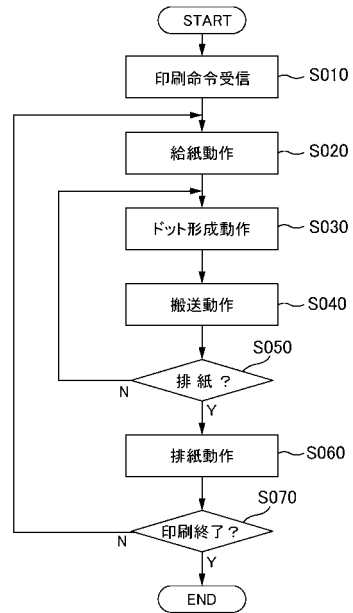 START
印刷命令受信
S010
給紙動作
S020
ドット形成動作
S030
搬送動作
S040
排 紙 ?
S050
N
Y
排紙動作
S060
印刷終了?
S070
N
Y
END